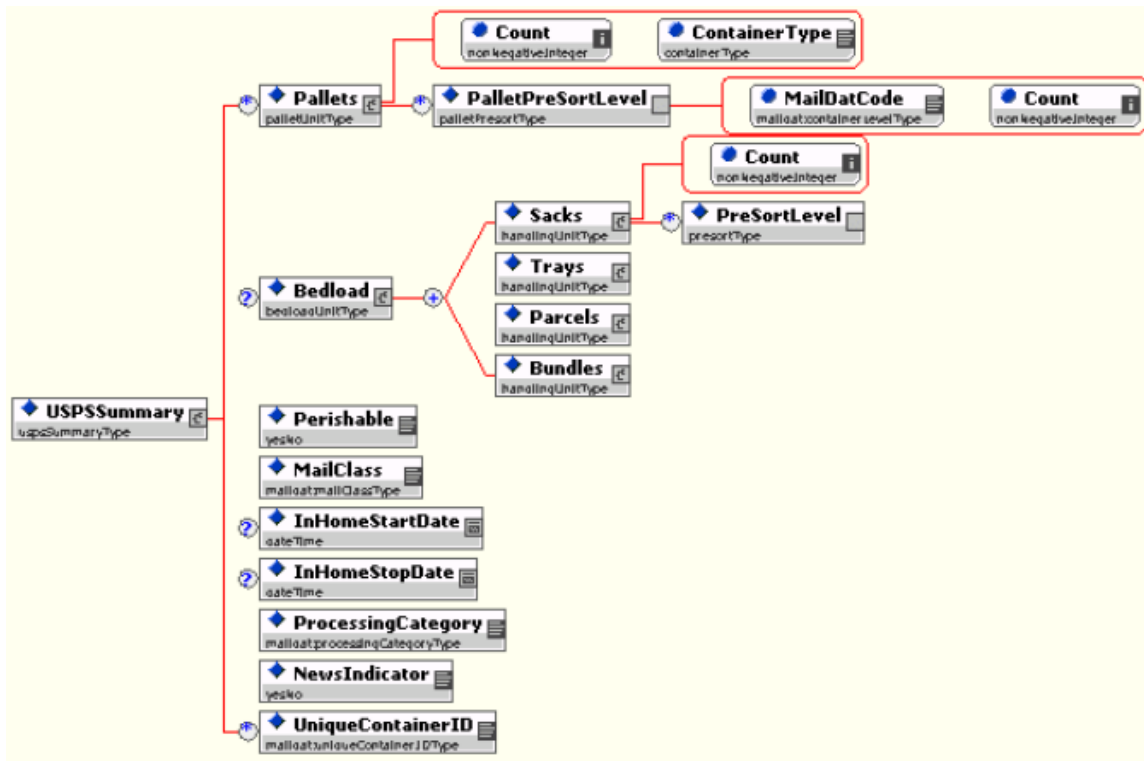 Count
nonNegativeInteger
ContainerType
containerType
Pallets
palletUnitType
PalletPreSortLevel
palletPresortType
MailDatCode
maildat:containerLevelType
Count
nonNegativeInteger
Count
nonNegativeInteger
Sacks
handlingUnitType
PreSortLevel
presortType
Trays
handlingUnitType
Bedload
bedloadUnitType
Parcels
handlingUnitType
Bundles
handlingUnitType
USPSSummary
uspsSummaryType
Perishable
yesNo
MailClass
maildat:mailClassType
InHomeStartDate
dateTime
InHomeStopDate
dateTime
ProcessingCategory
maildat:processingCategoryType
NewsIndicator
yesNo
UniqueContainerID
maildat:uniqueContainerIDType